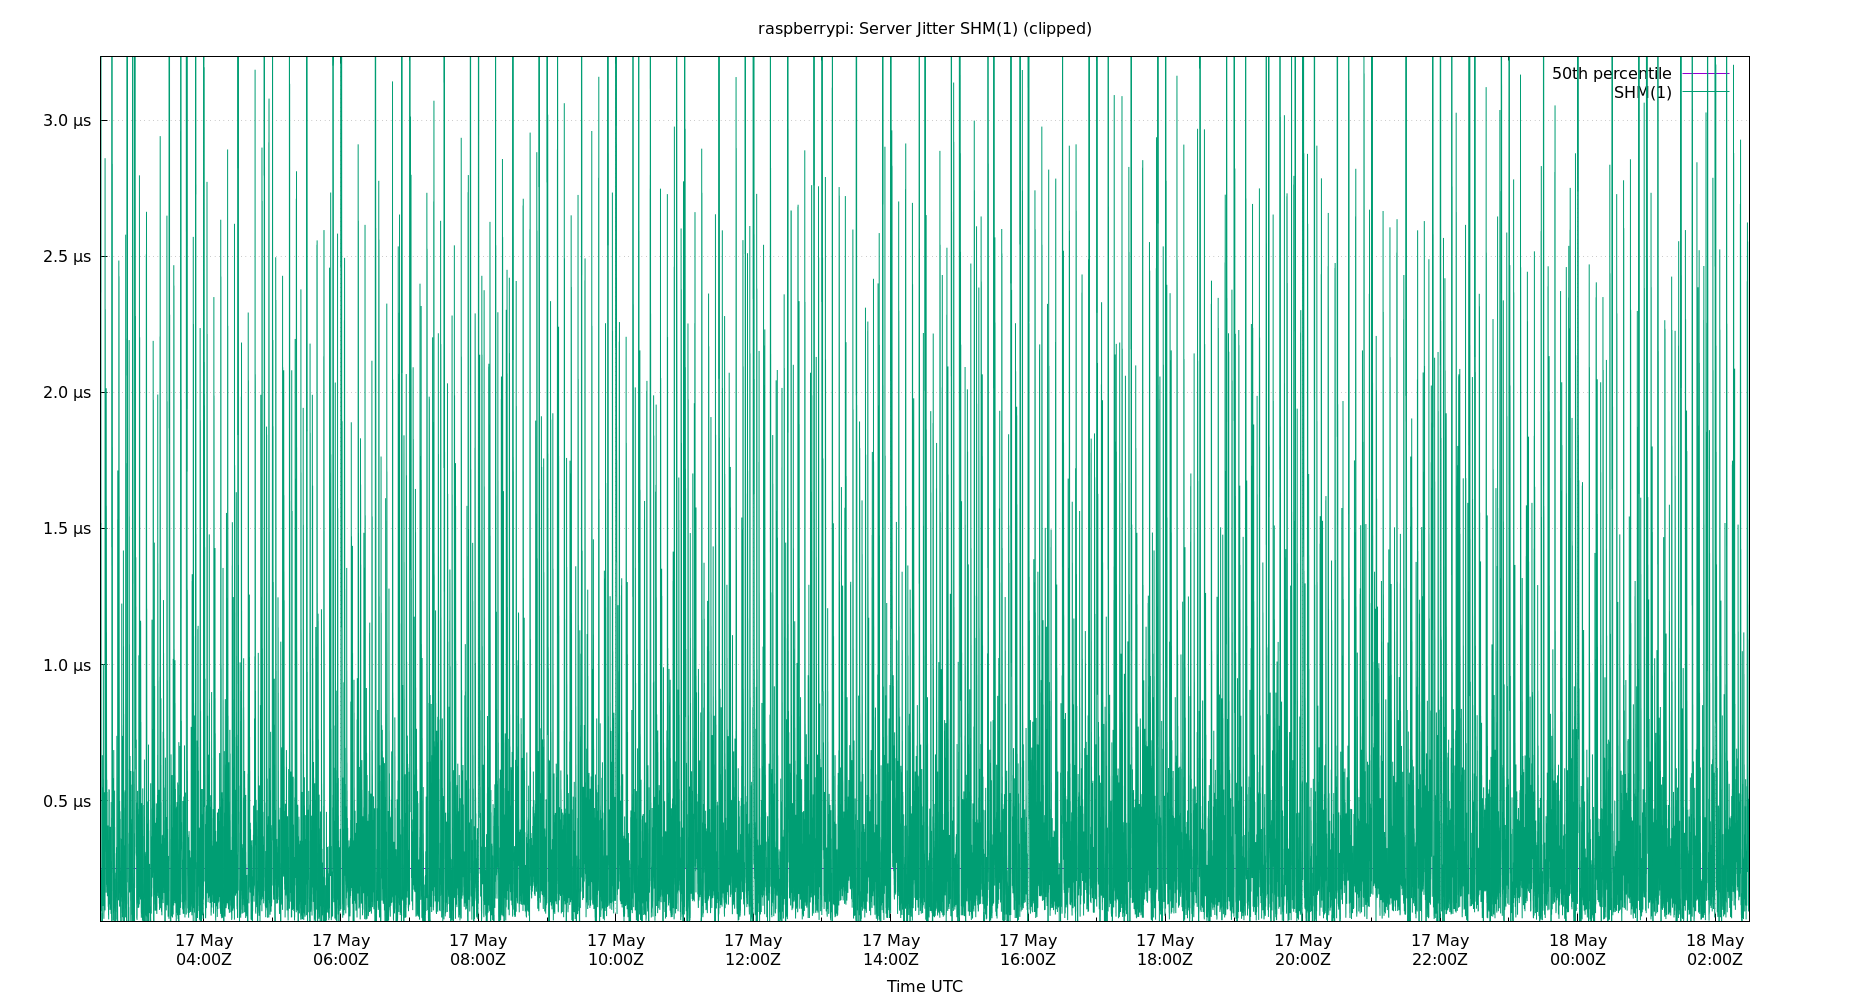 raspberrypi: Server Jitter SHM(1) (clipped)
50th percentile
SHM(1)
3.0 µs
2.5 µs
2.0 µs
1.5 µs
1.0 µs
0.5 µs
17 May 17 May 17 May 17 May 17 May 17 May 17 May 17 May 17 May 17 May 18 May 18 May
04:00Z 06:00Z 08:00Z 10:00Z 12:00Z 14:00Z 16:00Z 18:00Z 20:00Z 22:00Z 00:00Z 02:00Z
Time UTC